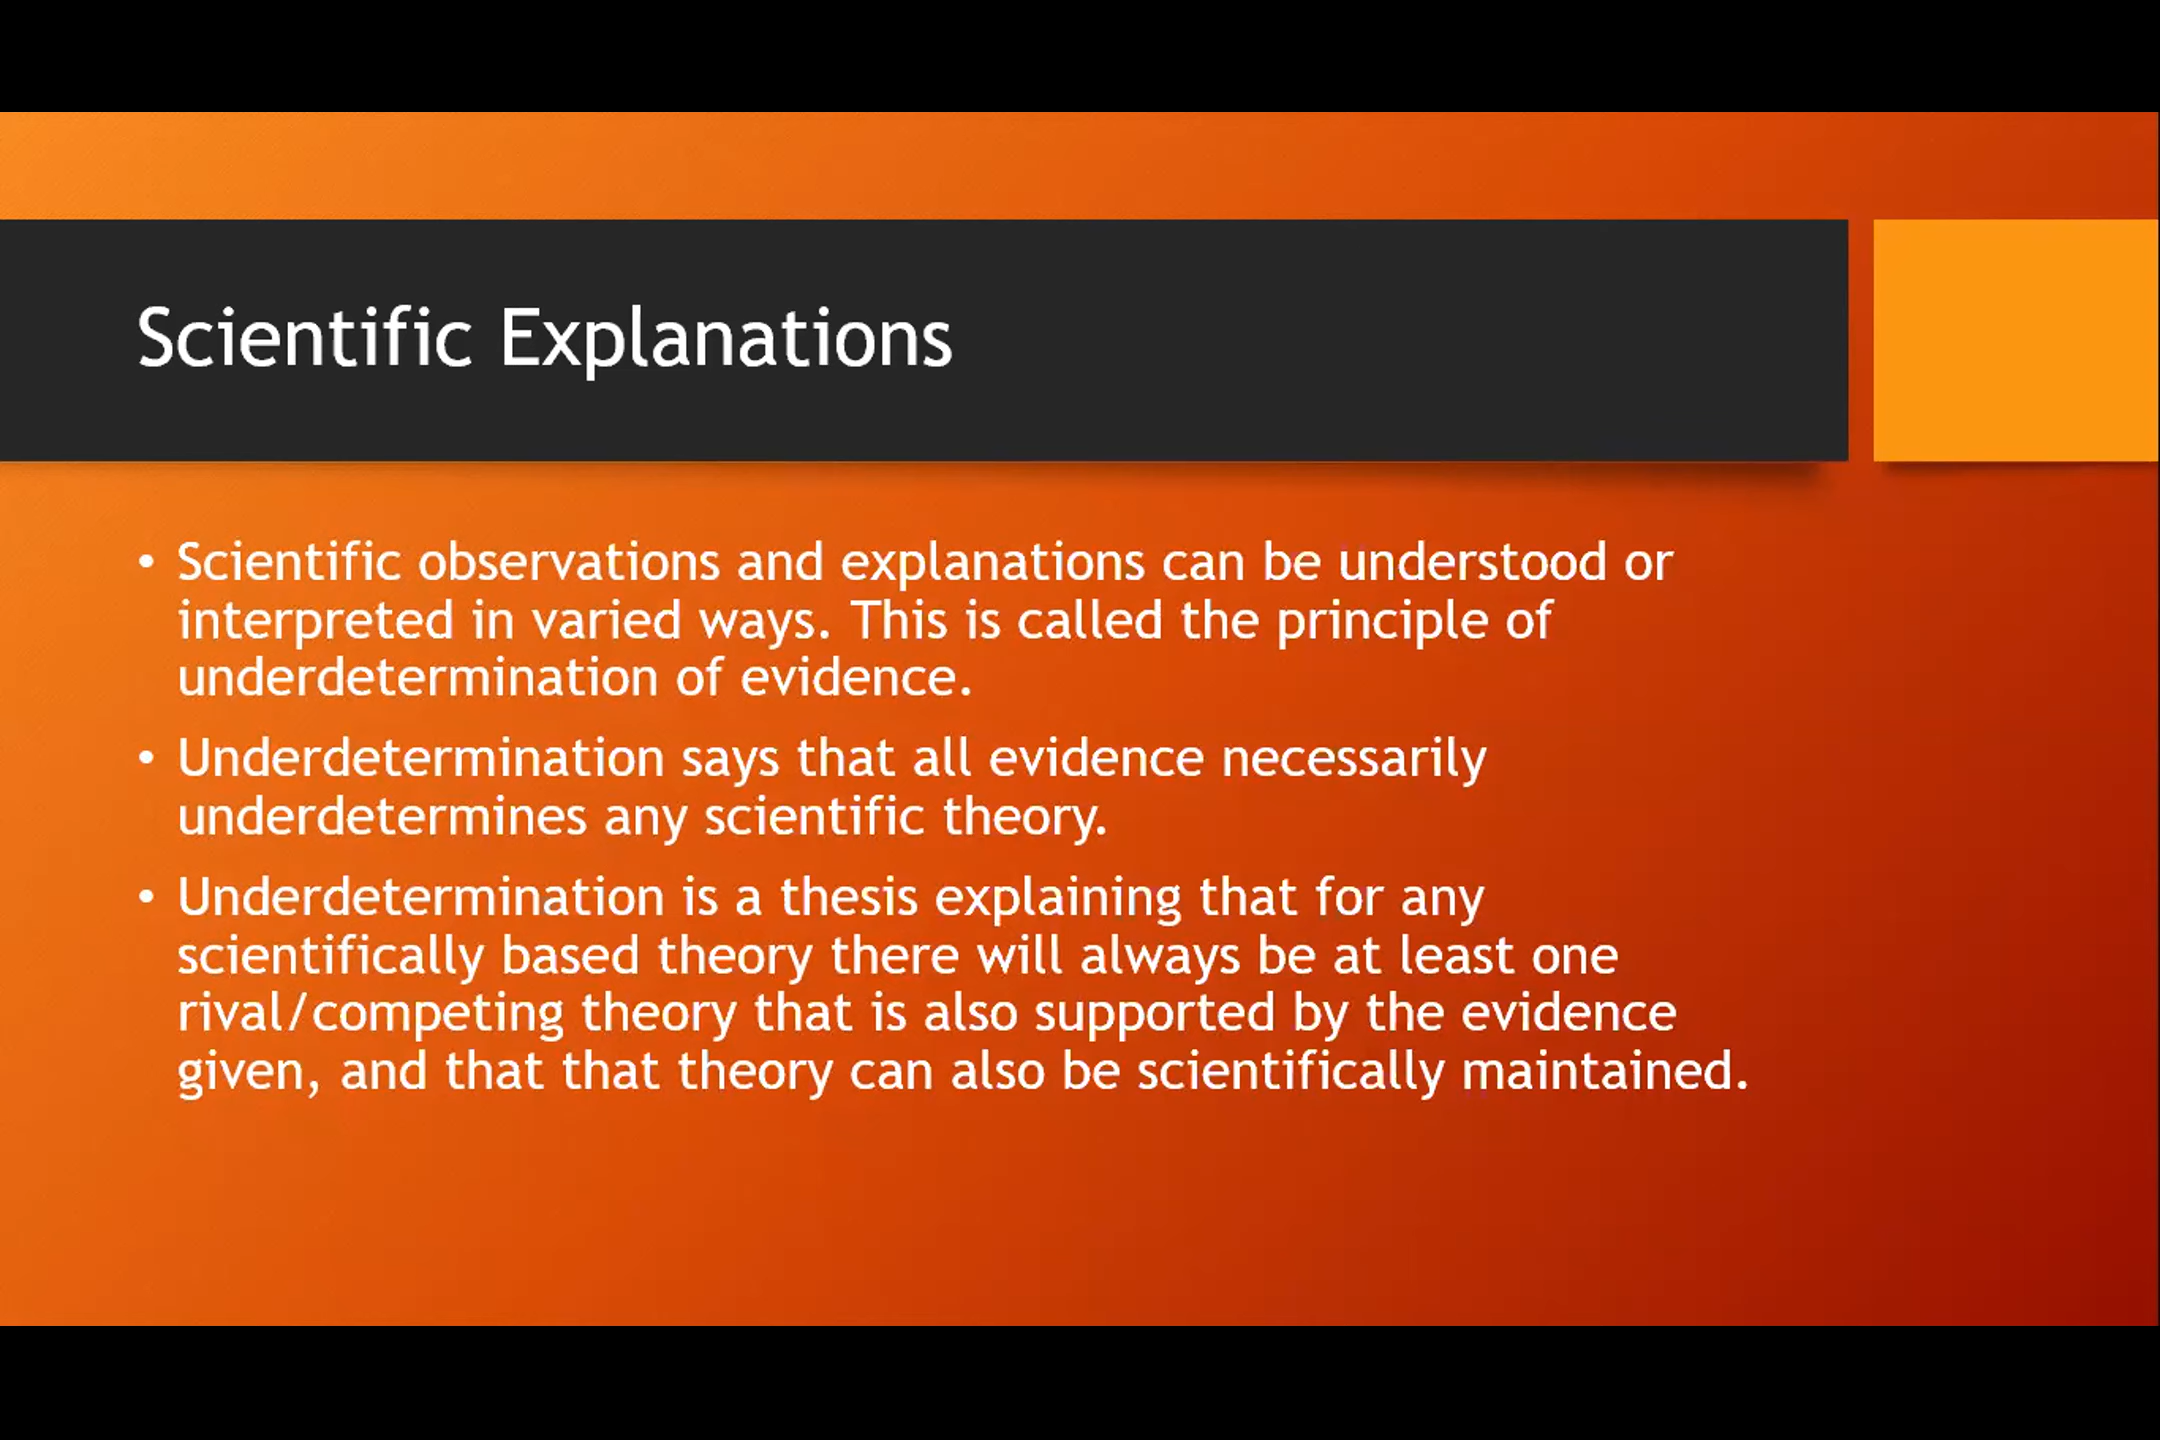 Scientific Explanations
• Scientific observations and explanations can be understood or
interpreted in varied ways. This is called the principle of
underdetermination of evidence.
• Underdetermination says that all evidence necessarily
underdetermines any scientific theory.
• Underdetermination is a thesis explaining that for any
scientifically based theory there will always be at least one
rival/competing theory that is also supported by the evidence
given, and that that theory can also be scientifically maintained.